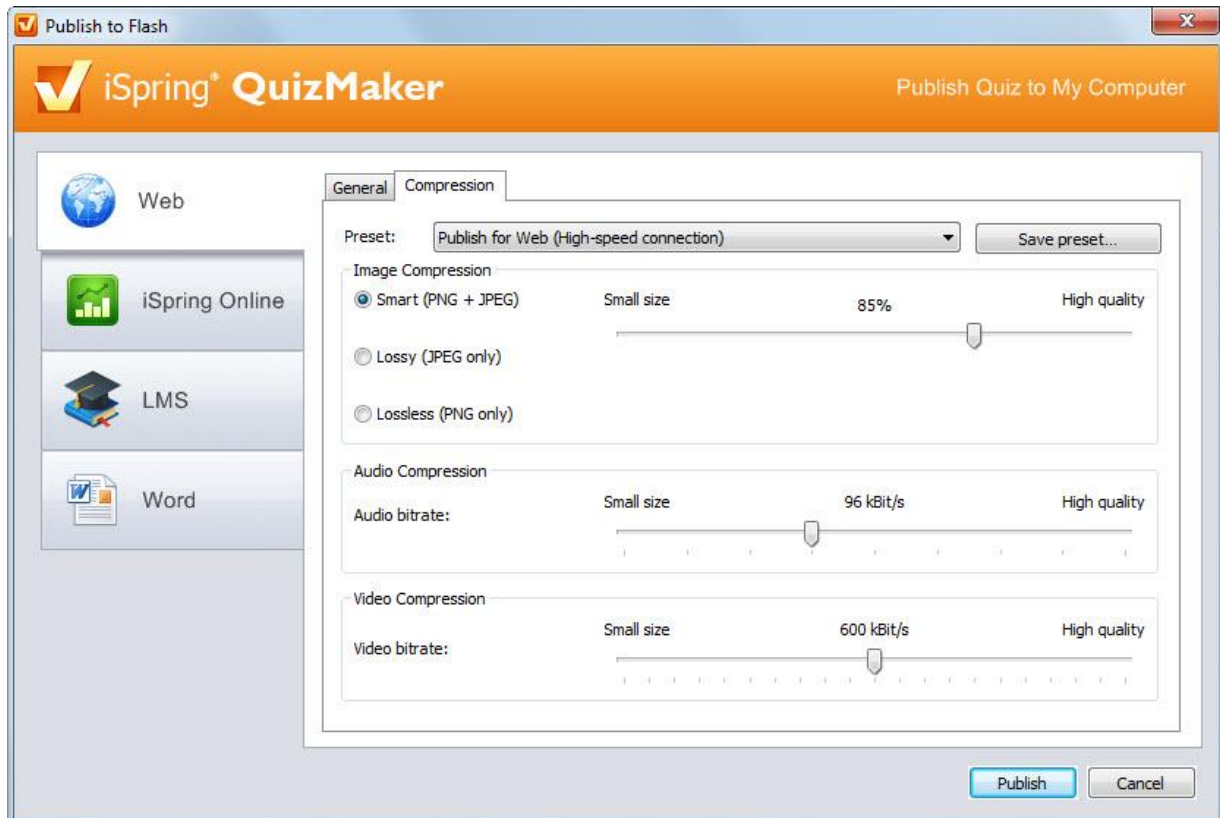 Publish to Flash
iSpring® QuizMaker
Publish Quiz to My Computer
Web
iSpring Online
LMS
Word
General
Compression
Preset:
Publish for Web (High-speed connection)
Save preset...
Image Compression
Smart (PNG + JPEG)
Small size
85%
High quality
Lossy (JPEG only)
Lossless (PNG only)
Audio Compression
Audio bitrate:
Small size
96 kBit/s
High quality
Video Compression
Video bitrate:
Small size
600 kBit/s
High quality
Publish
Cancel